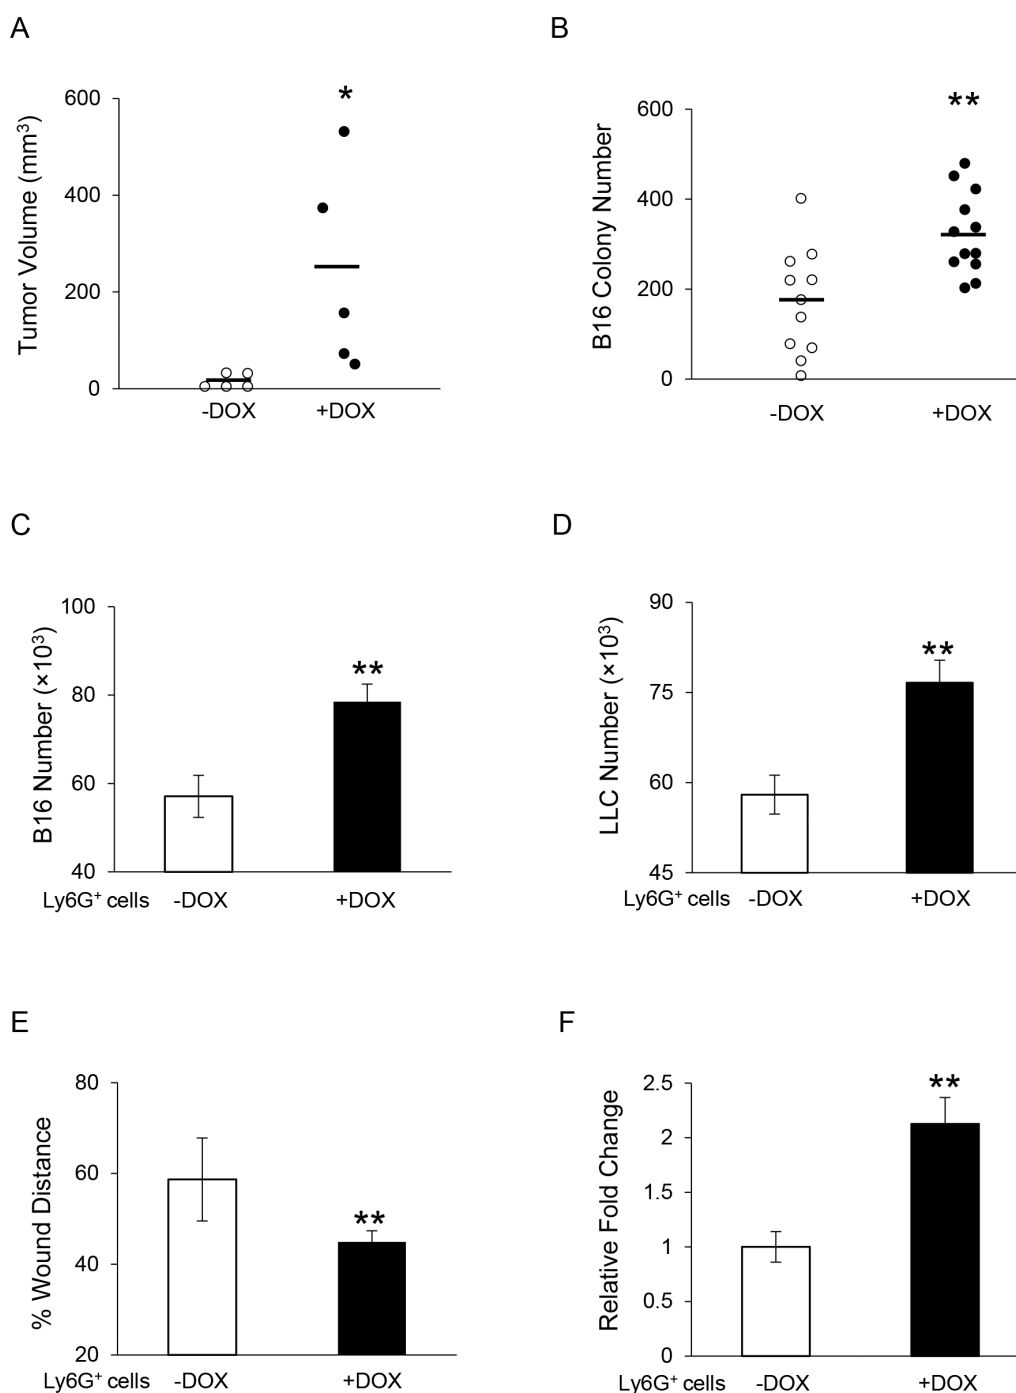 A
Tumor Volume (mm³)
600
400
200
0
*
-DOX
+DOX
B
B16 Colony Number
600
400
200
0
**
-DOX
+DOX
C
B16 Number (×10³)
100
80
60
40
**
Ly6G⁺ cells -DOX +DOX
D
LLC Number (×10³)
90
75
60
45
**
Ly6G⁺ cells -DOX +DOX
E
% Wound Distance
80
60
40
20
**
Ly6G⁺ cells -DOX +DOX
F
Relative Fold Change
2.5
2
1.5
1
0.5
0
**
Ly6G⁺ cells -DOX +DOX